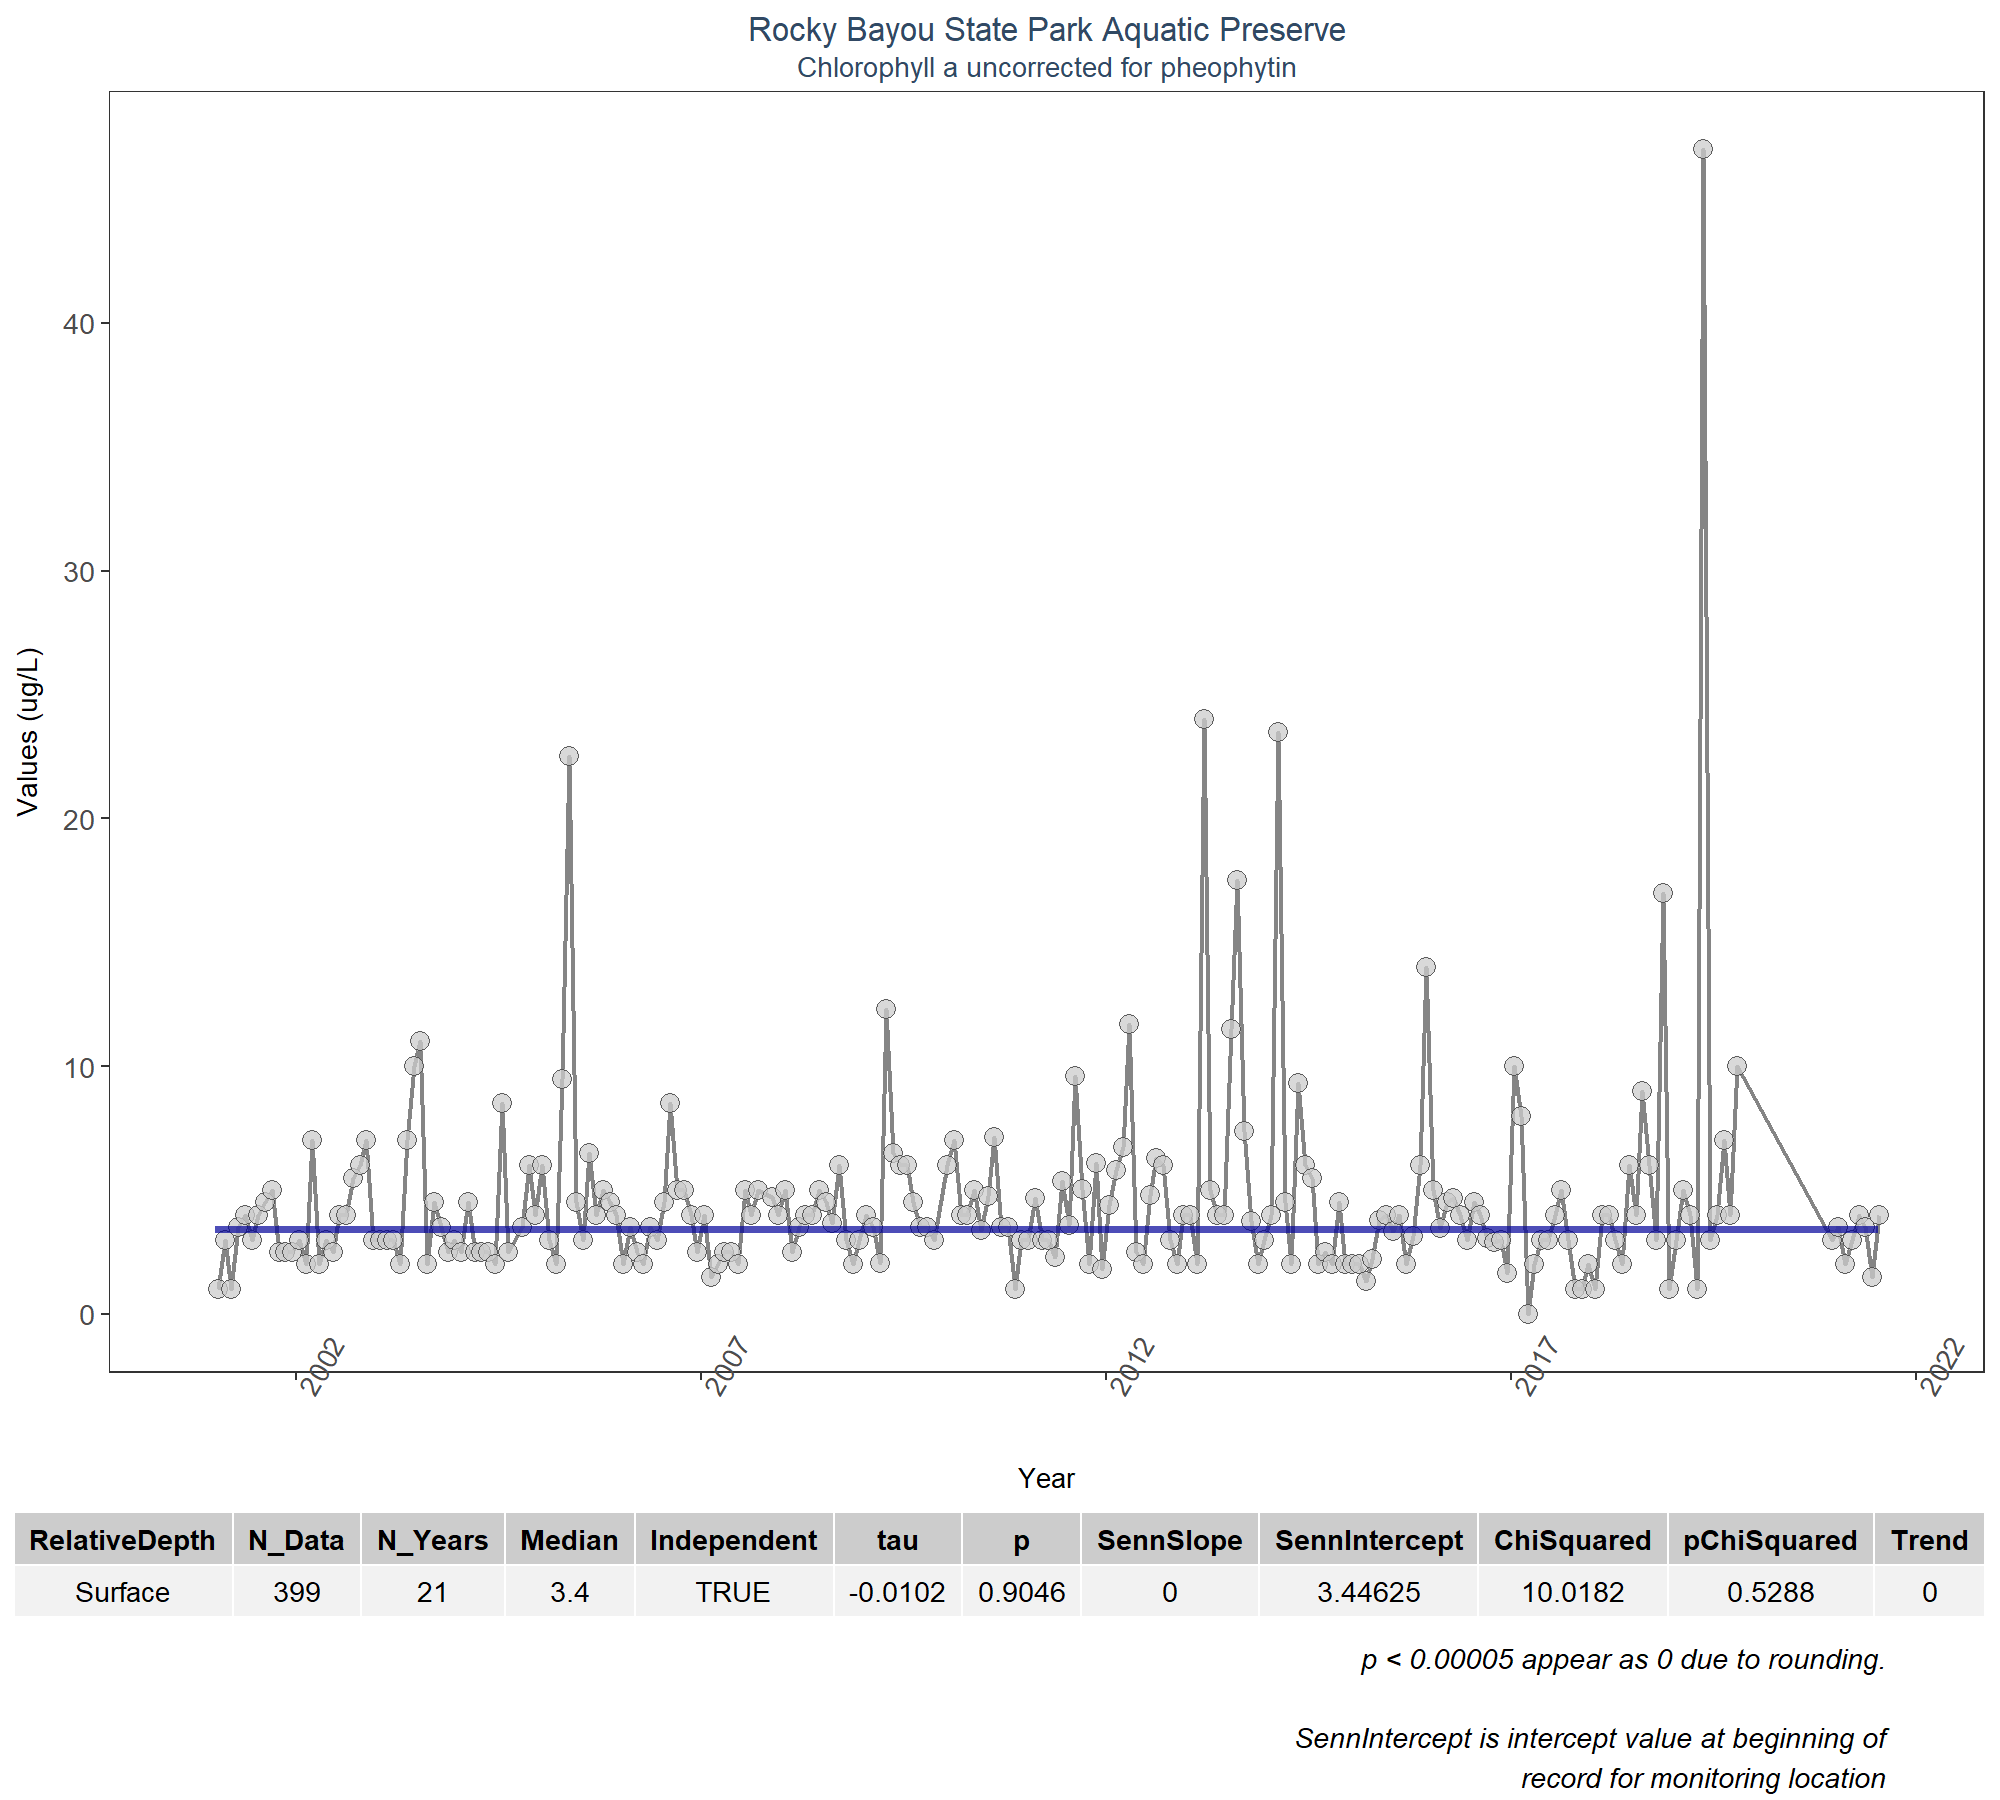 Rocky Bayou State Park Aquatic Preserve
Chlorophyll a uncorrected for pheophytin
Values (ug/L)
40
30
20
10
0
2002 2007 2012 2017 2022
Year
RelativeDepth N_Data N_Years Median Independent tau p SennSlope SennIntercept ChiSquared pChiSquared Trend
Surface 399 21 3.4 TRUE -0.0102 0.9046 0 3.44625 10.0182 0.5288 0
p < 0.00005 appear as 0 due to rounding.
SennIntercept is intercept value at beginning of
record for monitoring location